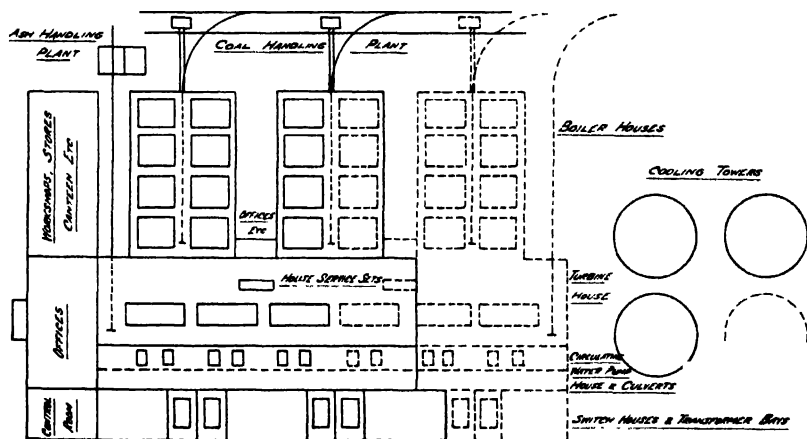 ASH HANDLING
PLANT
COAL HANDLING PLANT
BOILER HOUSES
COOLING TOWERS
WORKSHOPS, STORES
CANTEEN ETC
OFFICES
ETC
HOUSE SERVICE SETS
TURBINE
HOUSE
OFFICES
CIRCULATING
WATER PUMP
HOUSE & CULVERTS
CONTROL
ROOM
SWITCH HOUSES & TRANSFORMER BAYS